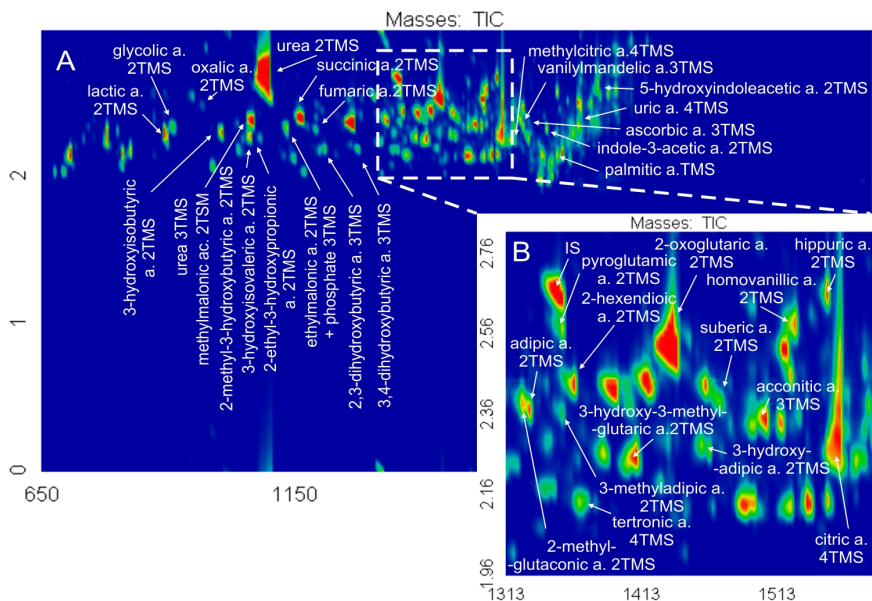 Masses: TIC
A
glycolic a.
2TMS
lactic a.
2TMS
oxalic a.
2TMS
urea 2TMS
succinic a.2TMS
fumaric a.2TMS
methylcitric a.4TMS
vanilylmandelic a.3TMS
5-hydroxyindoleacetic a. 2TMS
uric a. 4TMS
ascorbic a. 3TMS
indole-3-acetic a. 2TMS
palmitic a.TMS
3-hydroxyisobutyric
a. 2TMS
urea 3TMS
methylmalonic ac. 2TSM
2-methyl-3-hydroxybutyric a. 2TMS
3-hydroxyisovaleric a. 2TMS
2-ethyl-3-hydroxypropionic
a. 2TMS
ethylmalonic a. 2TMS
+ phosphate 3TMS
2,3-dihydroxybutyric a. 3TMS
3,4-dihydroxybutyric a. 3TMS
2
1
0
650
1150
Masses: TIC
B
IS
pyroglutamic
a. 2TMS
2-hexendioic
a. 2TMS
2-oxoglutaric a.
2TMS
hippuric a.
2TMS
homovanillic a.
2TMS
suberic a.
2TMS
adipic a.
2TMS
acconitic a.
3TMS
3-hydroxy-3-methyl-
-glutaric a.2TMS
3-hydroxy-
-adipic a. 2TMS
3-methyladipic a.
2TMS
tertronic a.
4TMS
2-methyl-
-glutaconic a. 2TMS
citric a.
4TMS
2.76
2.56
2.36
2.16
1.96
1313
1413
1513